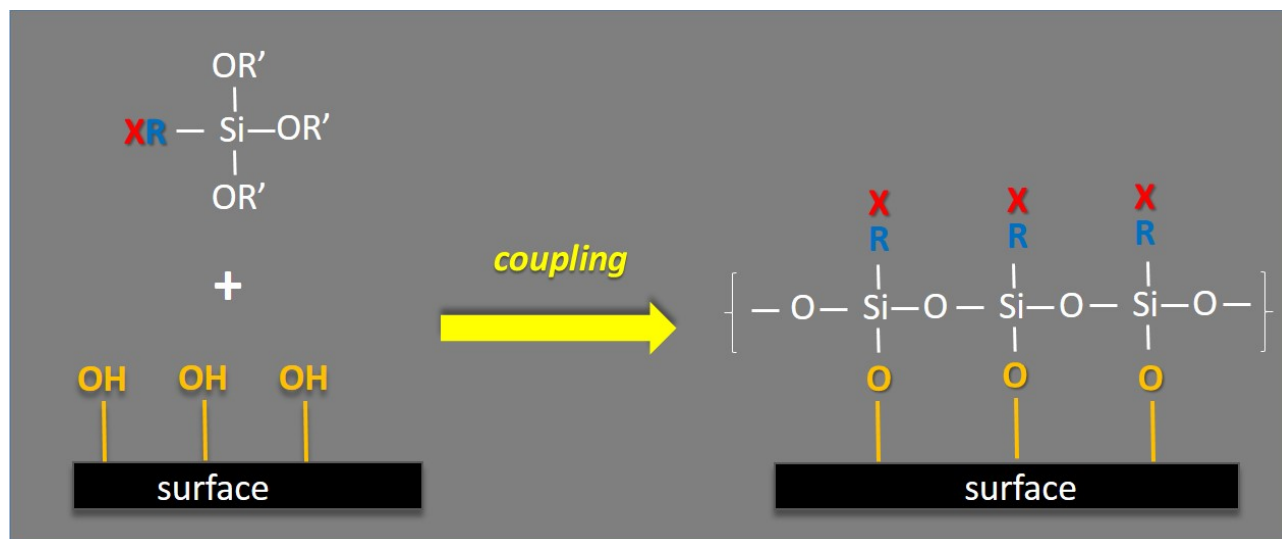 OR’
XR — Si — OR’
OR’
+
OH OH OH
surface
coupling
X X X
R R R
— O — Si — O — Si — O — Si — O —
O O O
surface